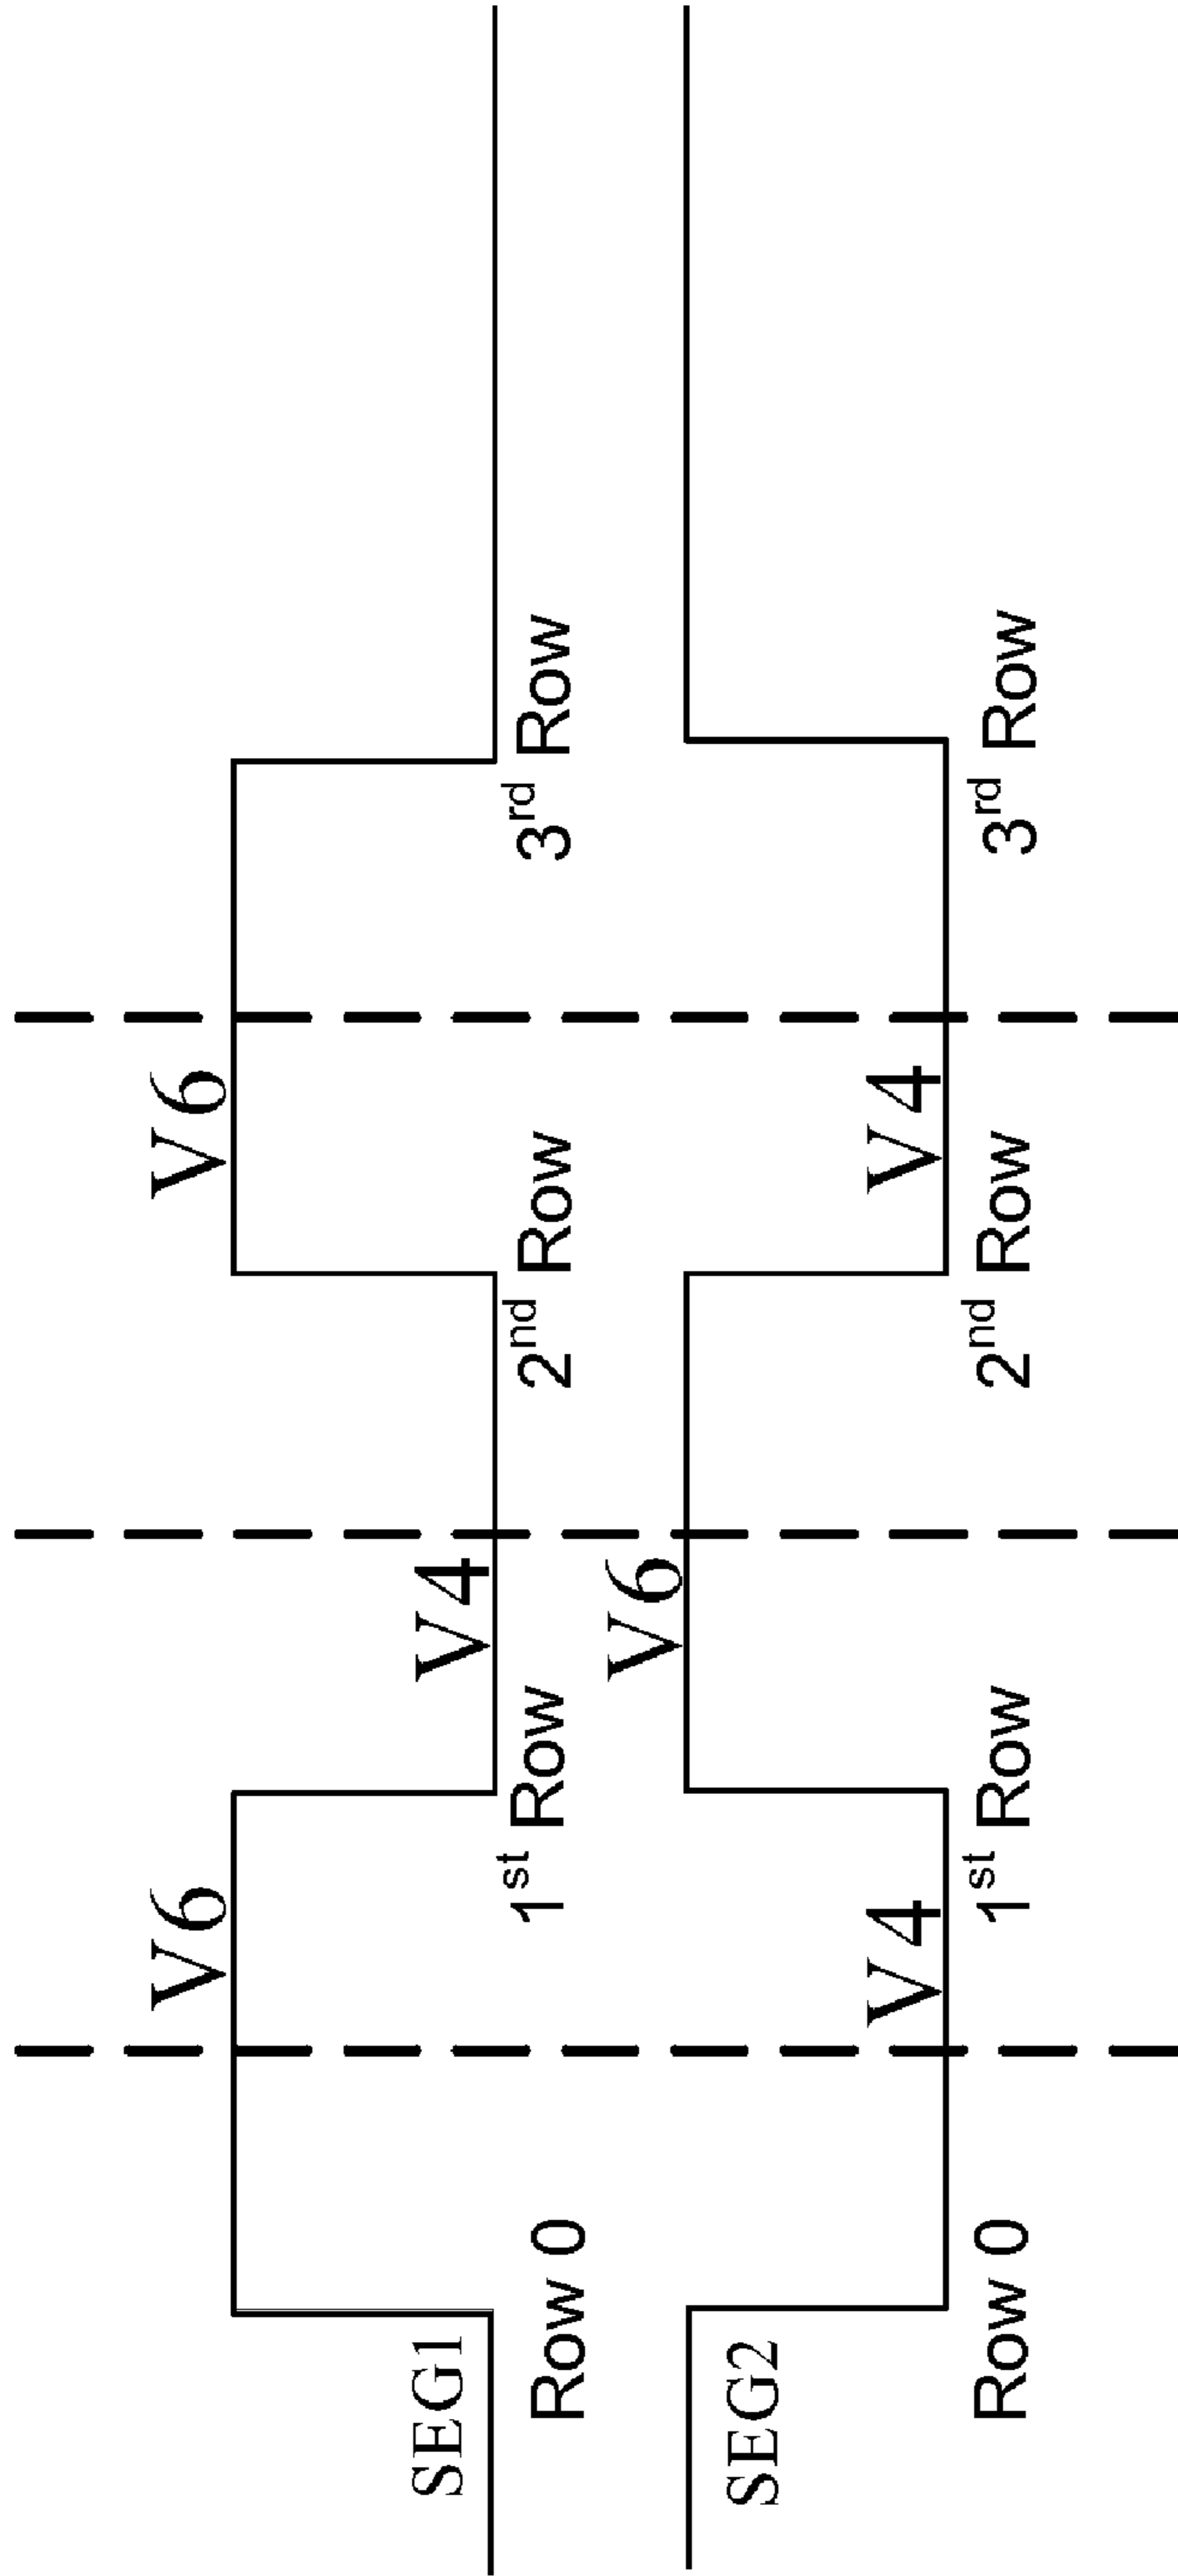 V6 V6
SEG1 V4
Row 0 1st Row 2nd Row 3rd Row
V6
SEG2
V4 V4
Row 0 1st Row 2nd Row 3rd Row